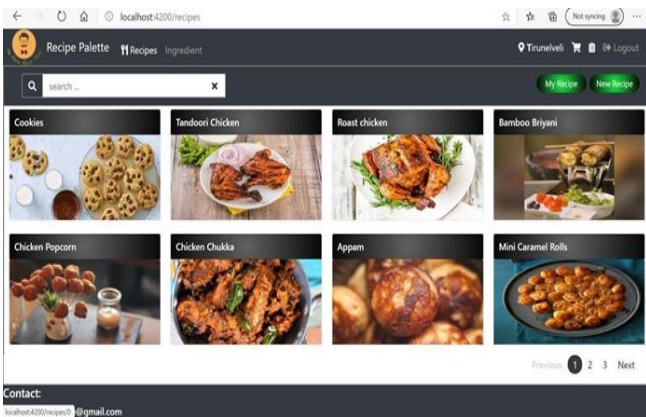 localhost:4200/recipes
Not syncing
Recipe Palette Recipes Ingredient
Tirunelveli Logout
search ...
My Recipe New Recipe
Cookies Tandoori Chicken Roast chicken Bamboo Briyani
Chicken Popcorn Chicken Chukka Appam Mini Caramel Rolls
Previous 1 2 3 Next
Contact:
localhost:4200/recipes/0 @gmail.com